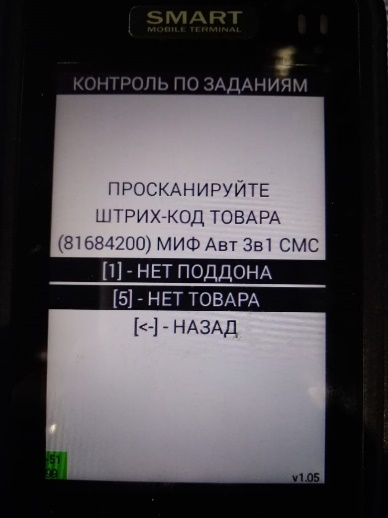 SMART
MOBILE TERMINAL
КОНТРОЛЬ ПО ЗАДАНИЯМ
ПРОСКАНИРУЙТЕ
ШТРИХ-КОД ТОВАРА
(81684200) МИФ Авт 3в1 СМС
[1] - НЕТ ПОДДОНА
[5] - НЕТ ТОВАРА
[<-] - НАЗАД
-91
v1.05